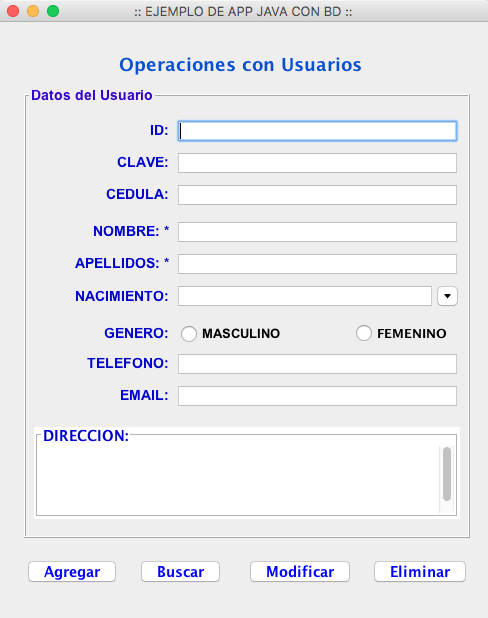 :: EJEMPLO DE APP JAVA CON BD ::
Operaciones con Usuarios
Datos del Usuario
ID:
CLAVE:
CEDULA:
NOMBRE: *
APELLIDOS: *
NACIMIENTO:
GENERO: MASCULINO FEMENINO
TELEFONO:
EMAIL:
DIRECCION:
Agregar Buscar Modificar Eliminar